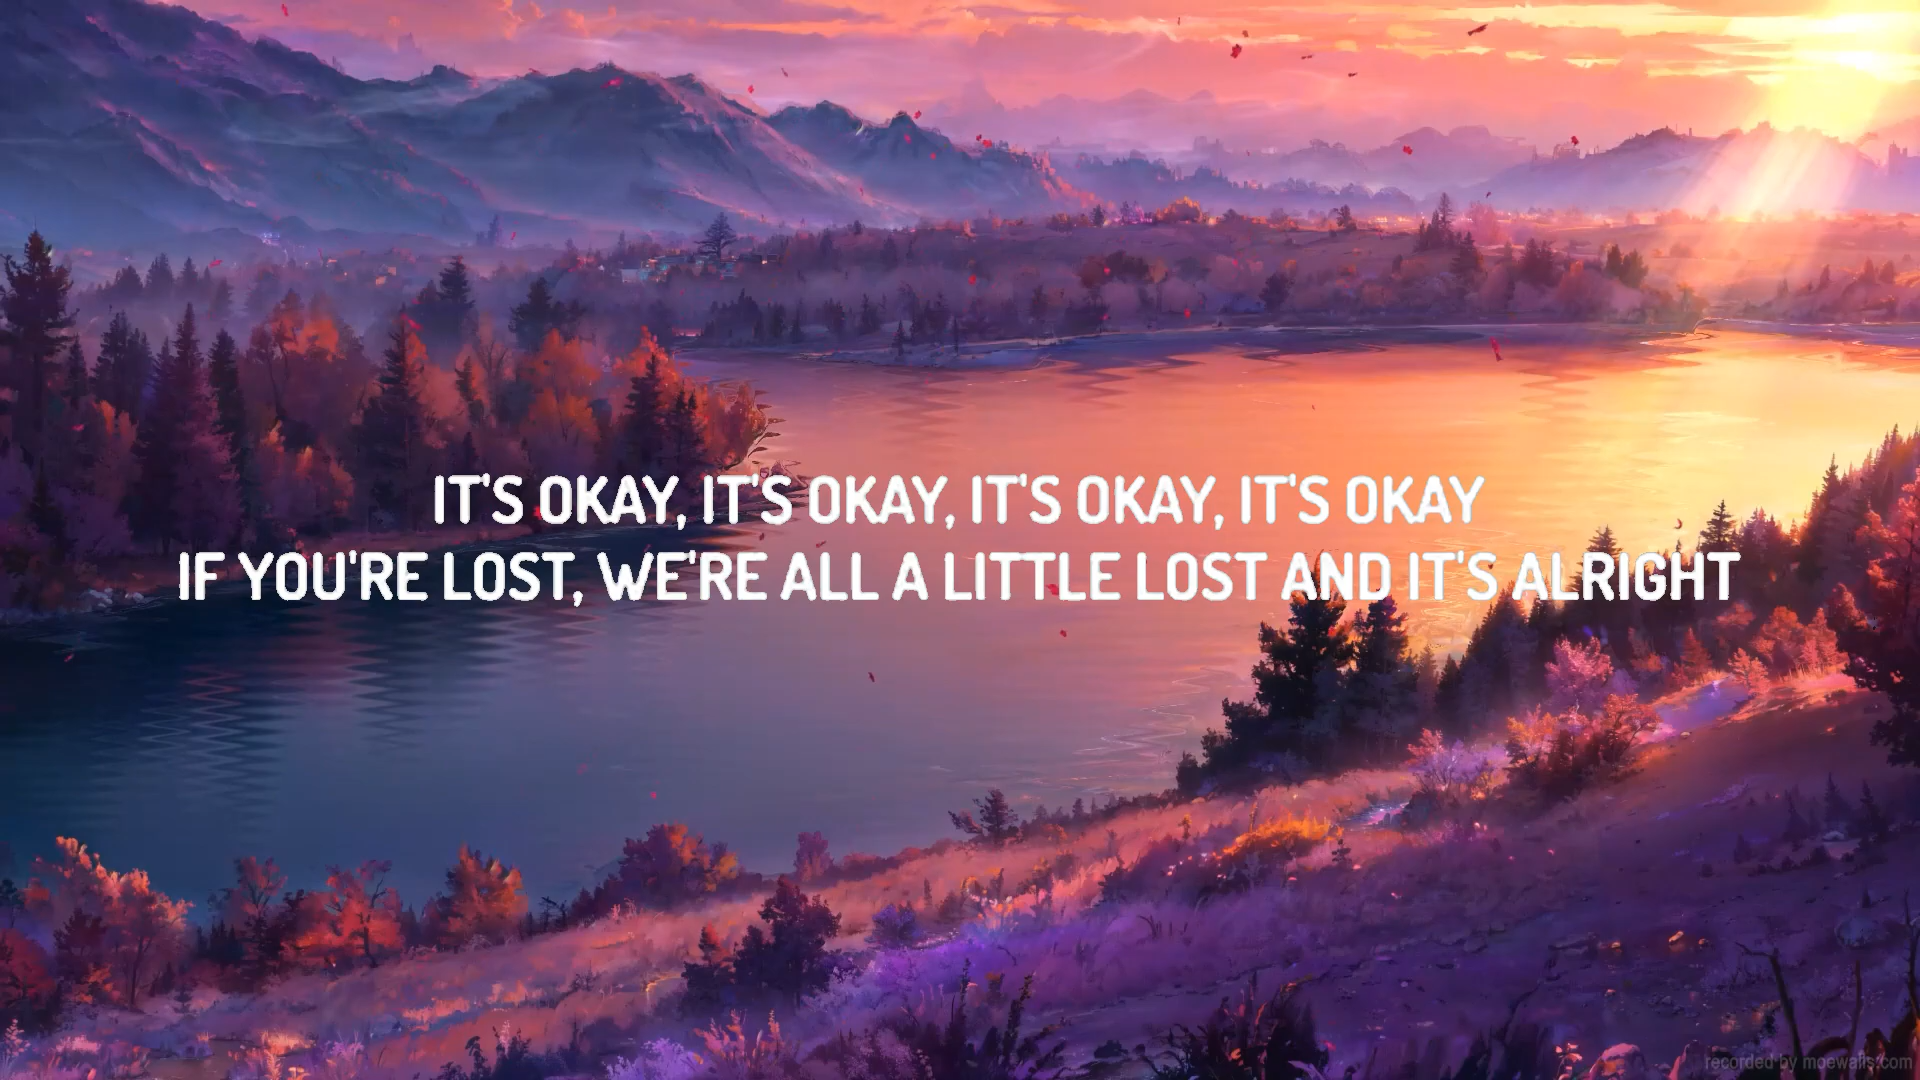 IT'S OKAY, IT'S OKAY, IT'S OKAY, IT'S OKAY
IF YOU'RE LOST, WE'RE ALL A LITTLE LOST AND IT'S ALRIGHT
recorded by moewalls.com